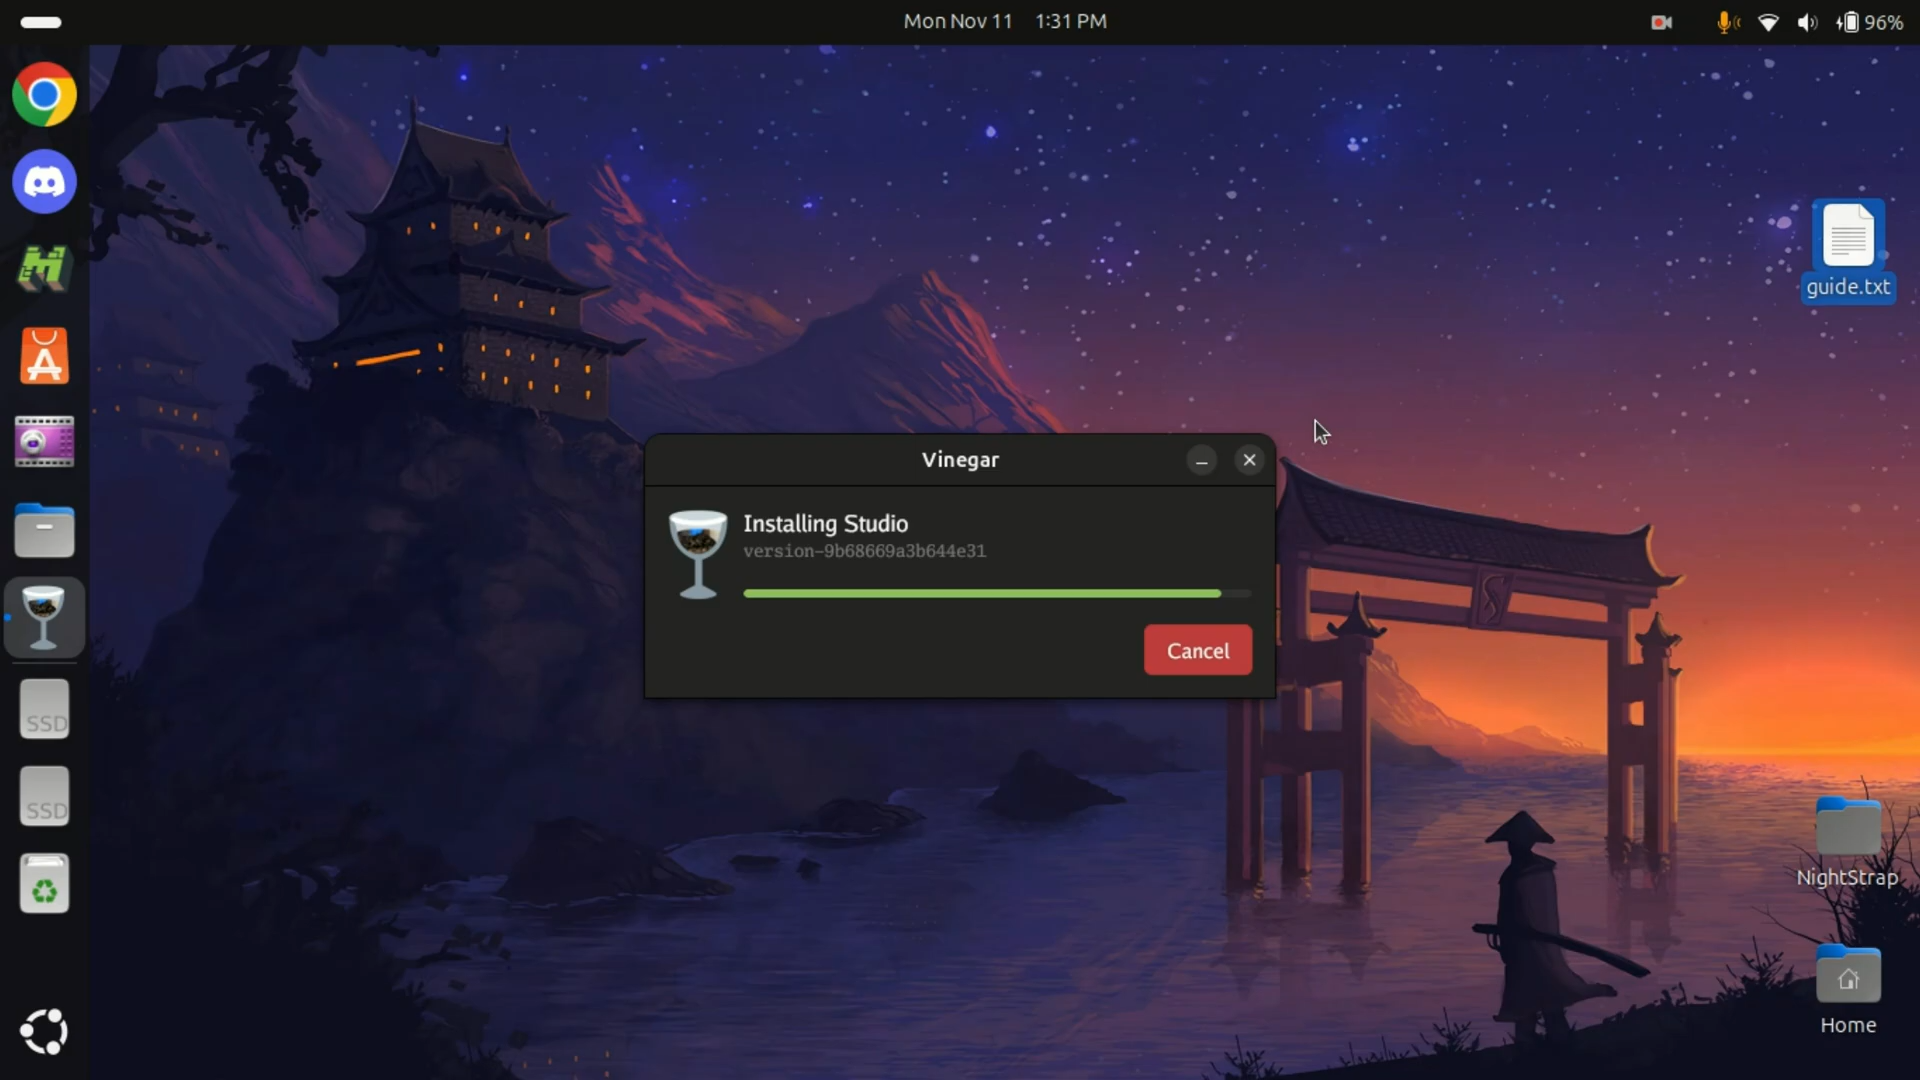 Mon Nov 11 1:31 PM
96%
guide.txt
Vinegar
Installing Studio
version-9b68669a3b644e31
Cancel
SSD
SSD
NightStrap
Home